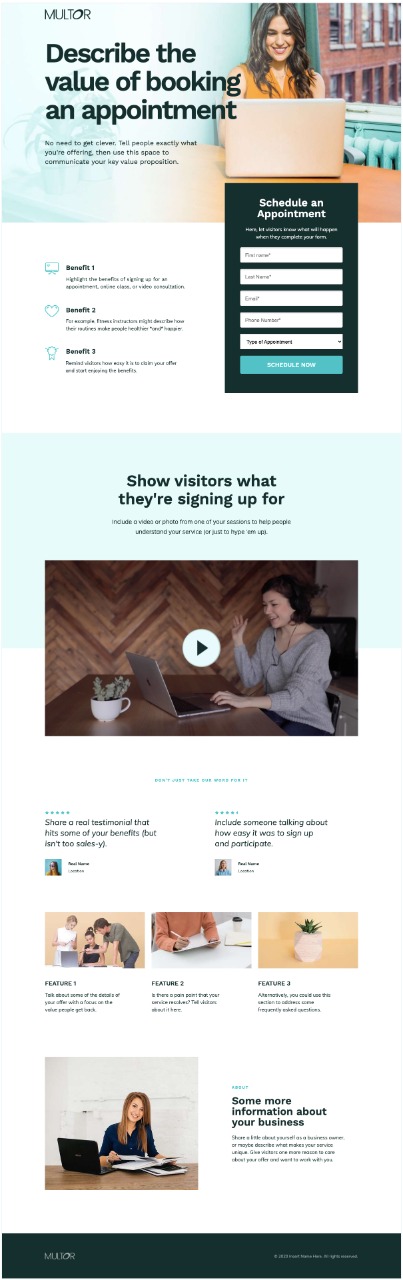 MULTOR
Describe the
value of booking
an appointment
No need to get clever. Tell people exactly what
you're offering, then use this space to
communicate your key value proposition.
Schedule an
Appointment
Here, let visitors know what will happen
when they complete your form.
First name*
Last Name*
Email*
Phone Number*
Type of Appointment
SCHEDULE NOW
Benefit 1
Highlight the benefits of signing up for an
appointment, online class, or video consultation.
Benefit 2
For example: Fitness instructors might describe how
their routines make people healthier *and* happier.
Benefit 3
Remind visitors how easy it is to claim your offer
and start enjoying the benefits.
Show visitors what
they're signing up for
Include a video or photo from one of your sessions to help people
understand your service (or just to hype 'em up).
DON'T JUST TAKE OUR WORD FOR IT
Share a real testimonial that
hits some of your benefits (but
isn't too sales-y).
Real Name
Location
Include someone talking about
how easy it was to sign up
and participate.
Real Name
Location
FEATURE 1
Talk about some of the details of
your offer with a focus on the
value people get back.
FEATURE 2
Is there a pain point that your
service resolves? Tell visitors
about it here.
FEATURE 3
Alternatively, you could use this
section to address some
frequently asked questions.
ABOUT
Some more
information about
your business
Share a little about yourself as a business owner,
or maybe describe what makes your service
unique. Give visitors one more reason to care
about your offer and want to work with you.
MULTOR
© 2023 Insert Name Here. All rights reserved.